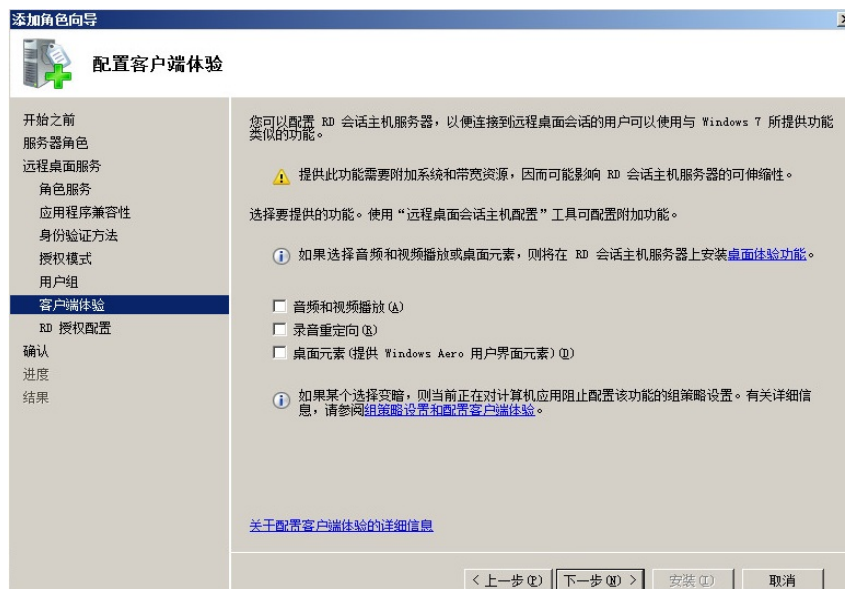 添加角色向导
配置客户端体验
开始之前
服务器角色
远程桌面服务
角色服务
应用程序兼容性
身份验证方法
授权模式
用户组
客户端体验
RD 授权配置
确认
进度
结果
您可以配置 RD 会话主机服务器，以便连接到远程桌面会话的用户可以使用与 Windows 7 所提供功能
类似的功能。
提供此功能需要附加系统和带宽资源，因而可能影响 RD 会话主机服务器的可伸缩性。
选择要提供的功能。使用“远程桌面会话主机配置”工具可配置附加功能。
如果选择音频和视频播放或桌面元素，则将在 RD 会话主机服务器上安装桌面体验功能。
音频和视频播放(A)
录音重定向(R)
桌面元素(提供 Windows Aero 用户界面元素)(D)
如果某个选择变暗，则当前正在对计算机应用阻止配置该功能的组策略设置。有关详细信
息，请参阅组策略设置和配置客户端体验。
关于配置客户端体验的详细信息
< 上一步(P)
下一步(N) >
安装(I)
取消